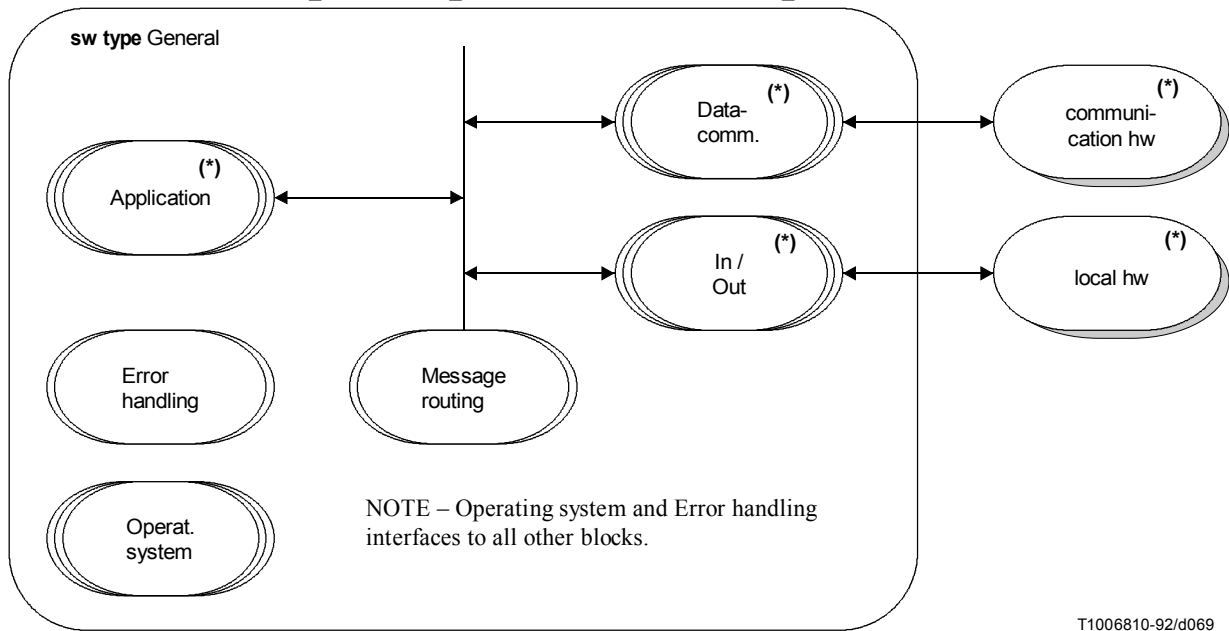 sw type General
(*)
Data-
comm.
(*)
communi-
cation hw
(*)
Application
(*)
In /
Out
(*)
local hw
Error
handling
Message
routing
Operat.
system
NOTE – Operating system and Error handling
interfaces to all other blocks.
T1006810-92/d069